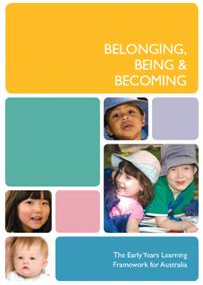 BELONGING,
BEING &
BECOMING
The Early Years Learning
Framework for Australia